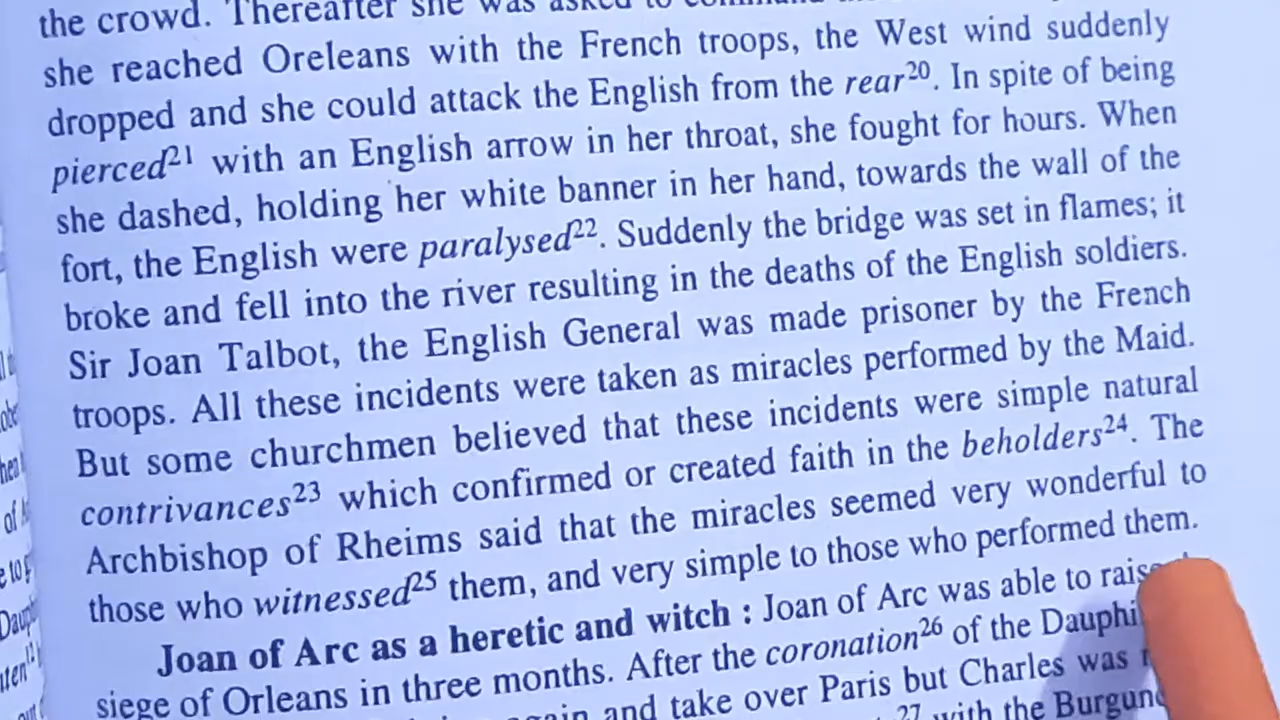 the crowd. Thereafter she was asked to command
she reached Oreleans with the French troops, the West wind suddenly
dropped and she could attack the English from the rear20. In spite of being
pierced21 with an English arrow in her throat, she fought for hours. When
she dashed, holding her white banner in her hand, towards the wall of the
fort, the English were paralysed22. Suddenly the bridge was set in flames; it
broke and fell into the river resulting in the deaths of the English soldiers.
Sir Joan Talbot, the English General was made prisoner by the French
troops. All these incidents were taken as miracles performed by the Maid.
But some churchmen believed that these incidents were simple natural
contrivances23 which confirmed or created faith in the beholders24. The
Archbishop of Rheims said that the miracles seemed very wonderful to
those who witnessed25 them, and very simple to those who performed them.
Joan of Arc as a heretic and witch : Joan of Arc was able to raise
siege of Orleans in three months. After the coronation26 of the Dauphi
again and take over Paris but Charles was
27 with the Burgun